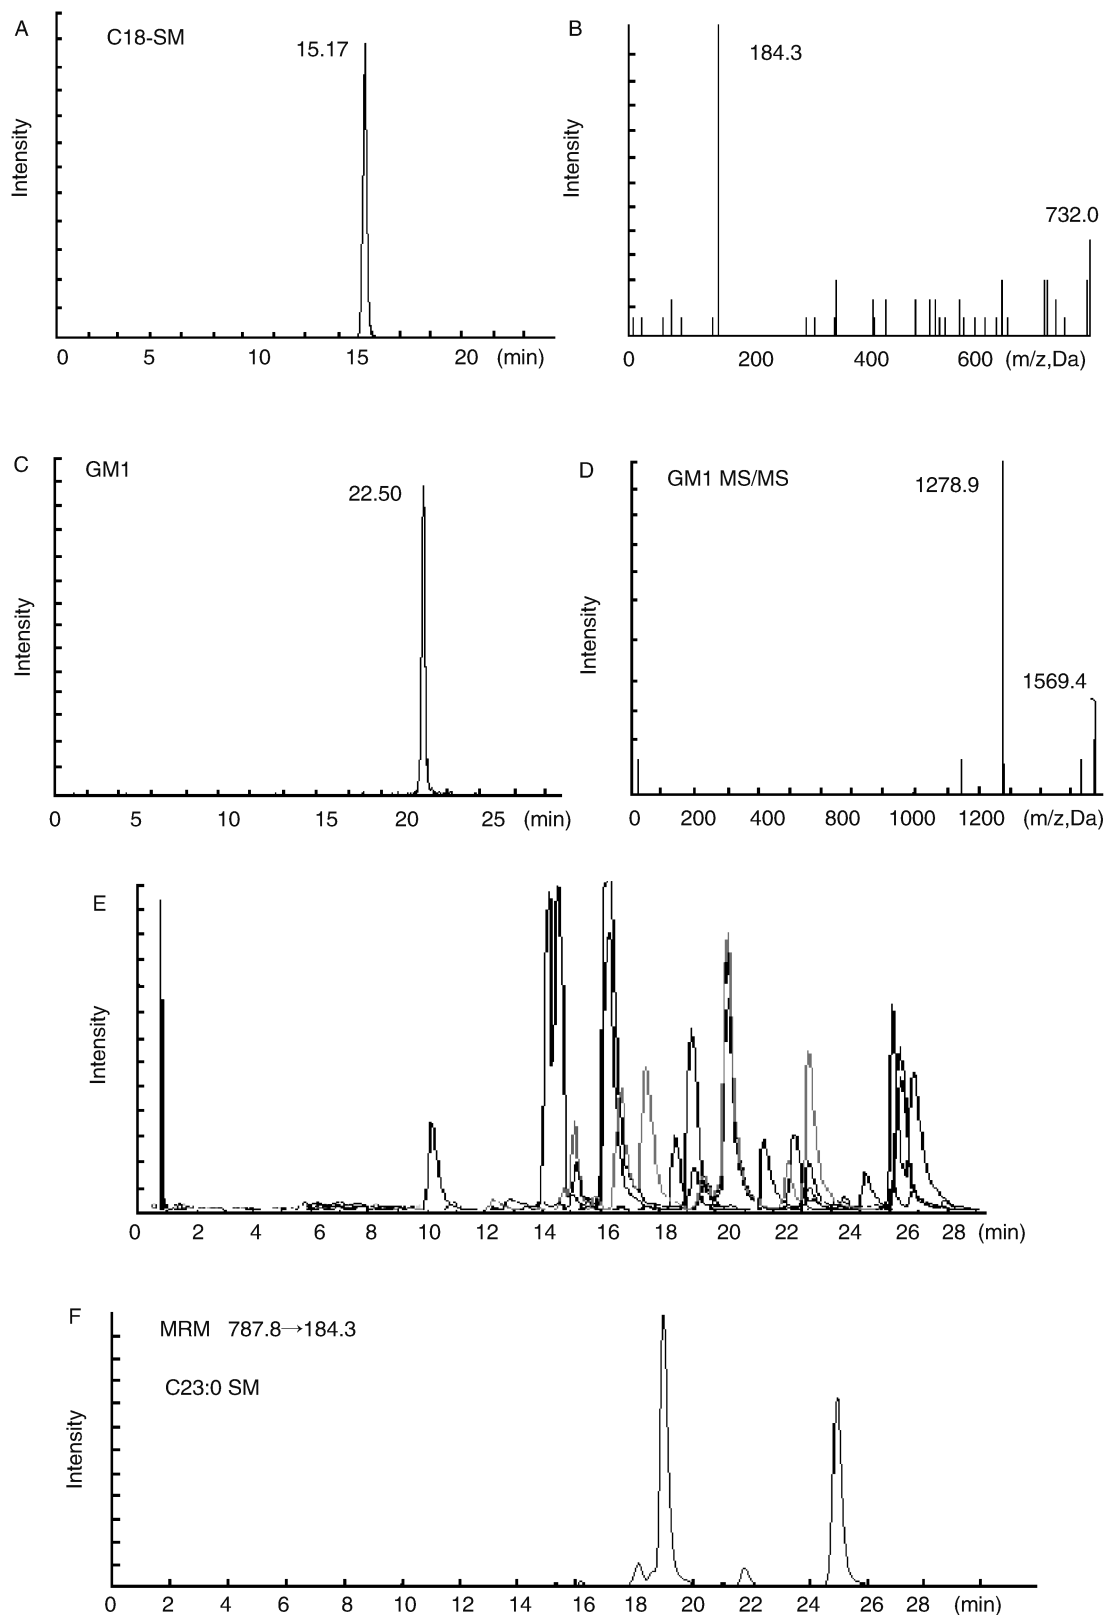 A
C18-SM
15.17
Intensity
0 5 10 15 20 (min)
B
184.3
732.0
Intensity
0 200 400 600 (m/z,Da)
C
GM1
22.50
Intensity
0 5 10 15 20 25 (min)
D
GM1 MS/MS
1278.9
1569.4
Intensity
0 200 400 800 1000 1200 (m/z,Da)
E
Intensity
0 2 4 6 8 10 12 14 16 18 20 22 24 26 28 (min)
F
MRM 787.8→184.3
C23:0 SM
Intensity
0 2 4 6 8 10 12 14 16 18 20 22 24 26 28 (min)